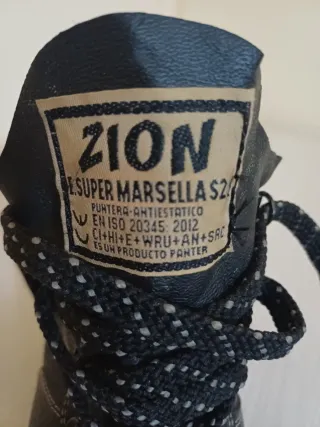 ZION
E.SUPER MARSELLA S2.
PUNTERA-ANTIESTATICO
EN ISO 20345: 2012
CI+HI+E+WRU+AN+SRC
ES UN PRODUCTO PANTER
CE